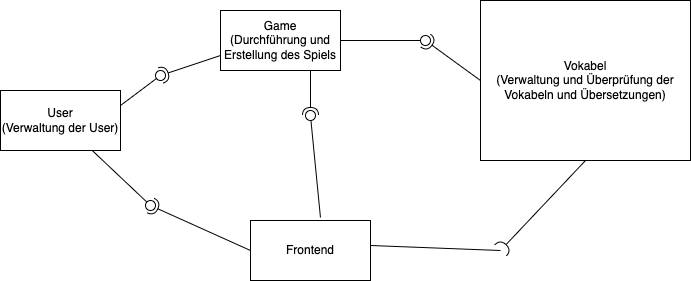 Game
(Durchführung und
Erstellung des Spiels
Vokabel
(Verwaltung und Überprüfung der
Vokabeln und Übersetzungen)
User
(Verwaltung der User)
Frontend